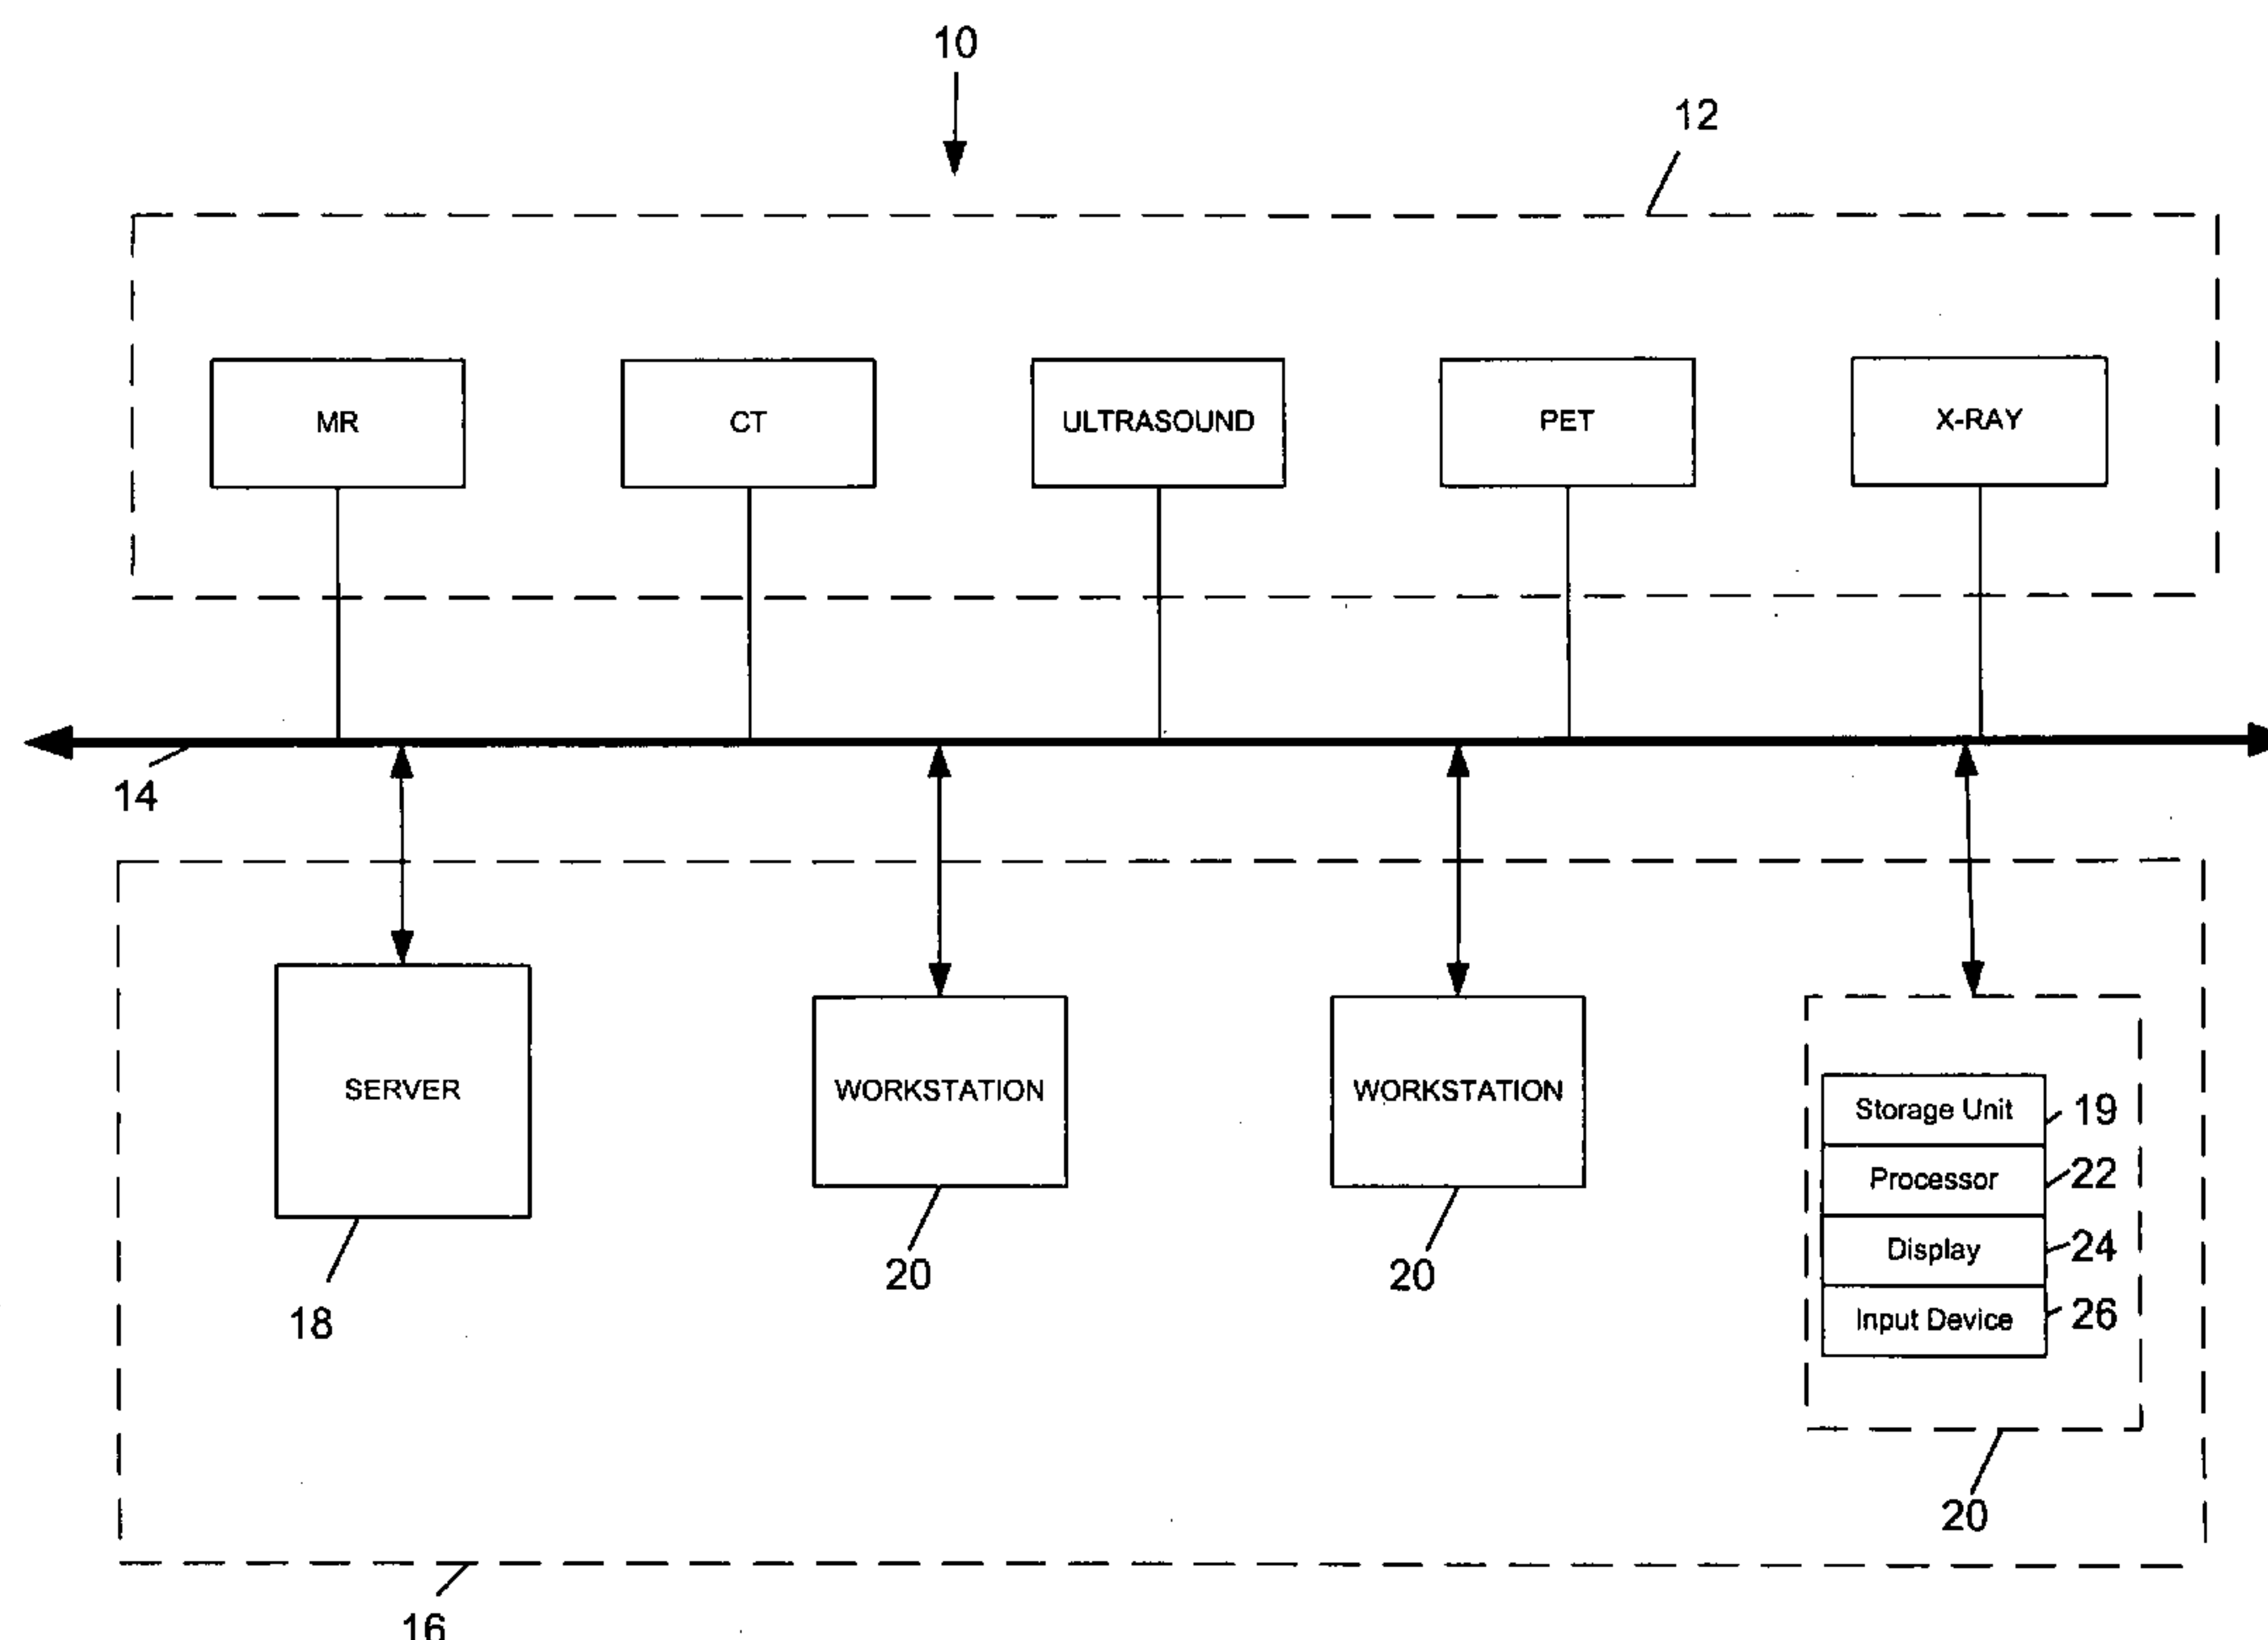 10
12
MR CT ULTRASOUND PET X-RAY
14
SERVER WORKSTATION WORKSTATION
Storage Unit 19
Processor 22
Display 24
Input Device 26
18 20 20
20
16